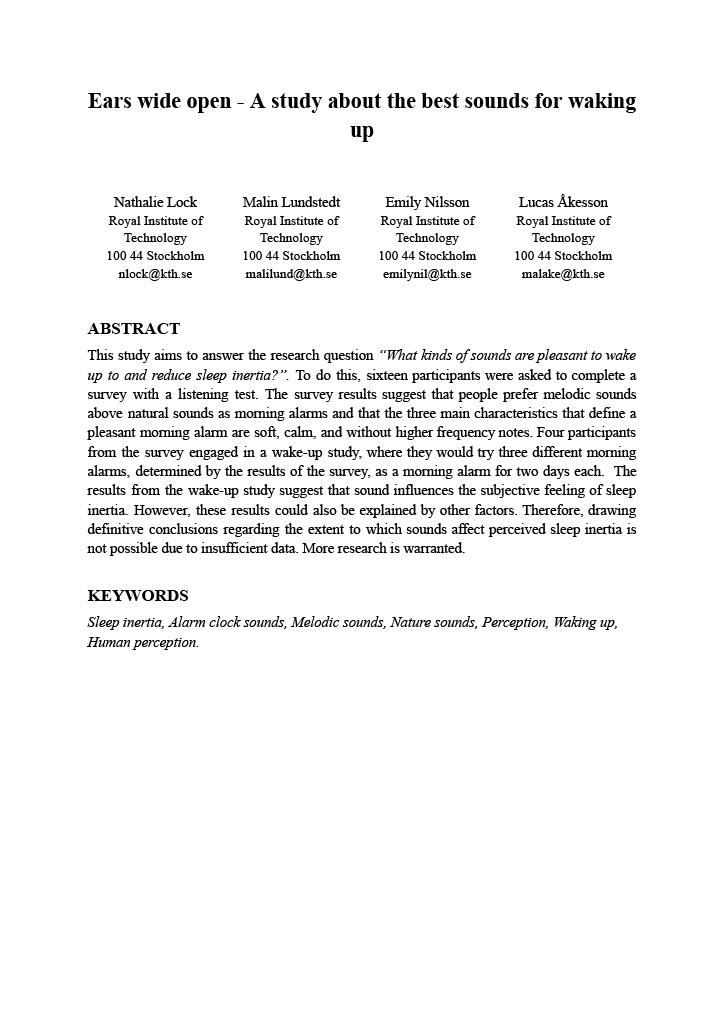 Ears wide open - A study about the best sounds for waking
up
Nathalie Lock
Royal Institute of
Technology
100 44 Stockholm
nlock@kth.se
Malin Lundstedt
Royal Institute of
Technology
100 44 Stockholm
malilund@kth.se
Emily Nilsson
Royal Institute of
Technology
100 44 Stockholm
emilynil@kth.se
Lucas Åkesson
Royal Institute of
Technology
100 44 Stockholm
malake@kth.se
ABSTRACT
This study aims to answer the research question “What kinds of sounds are pleasant to wake
up to and reduce sleep inertia?”. To do this, sixteen participants were asked to complete a
survey with a listening test. The survey results suggest that people prefer melodic sounds
above natural sounds as morning alarms and that the three main characteristics that define a
pleasant morning alarm are soft, calm, and without higher frequency notes. Four participants
from the survey engaged in a wake-up study, where they would try three different morning
alarms, determined by the results of the survey, as a morning alarm for two days each. The
results from the wake-up study suggest that sound influences the subjective feeling of sleep
inertia. However, these results could also be explained by other factors. Therefore, drawing
definitive conclusions regarding the extent to which sounds affect perceived sleep inertia is
not possible due to insufficient data. More research is warranted.
KEYWORDS
Sleep inertia, Alarm clock sounds, Melodic sounds, Nature sounds, Perception, Waking up,
Human perception.